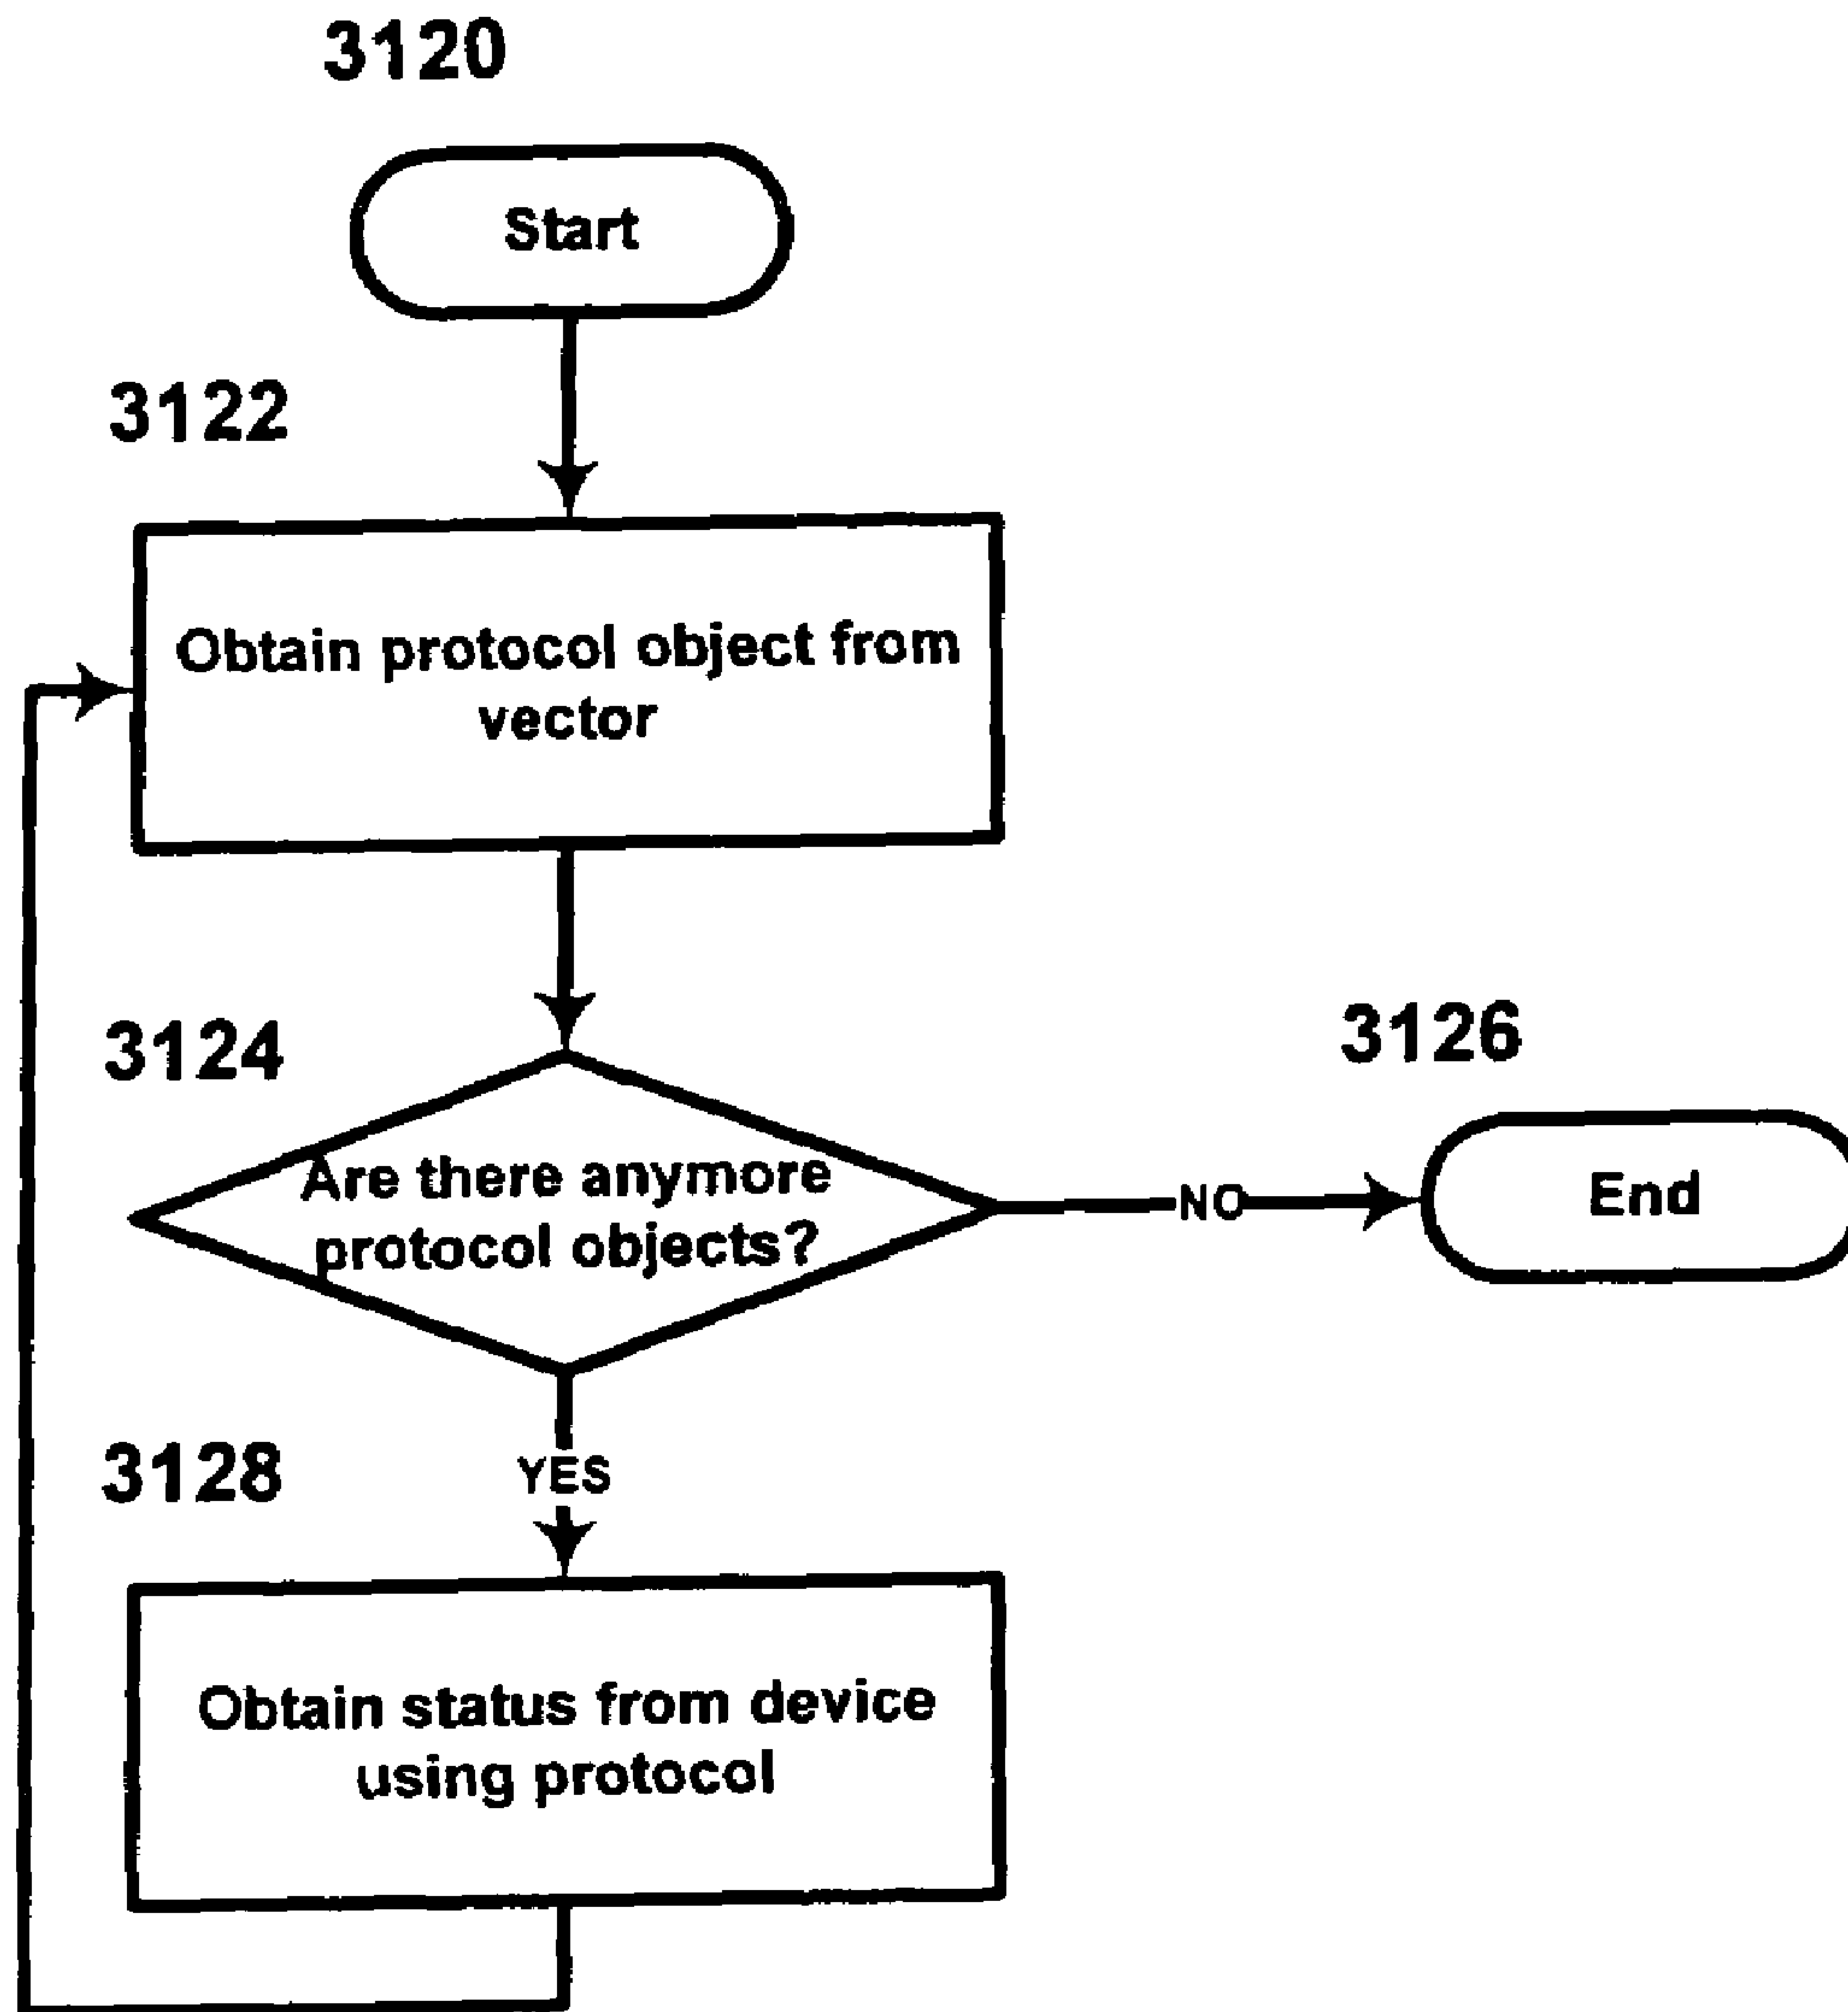 3120
Start
3122
Obtain protocol object from
vector
3124
Are there anymore
protocol objects?
NO
3126
End
3128
YES
Obtain status from device
using protocol